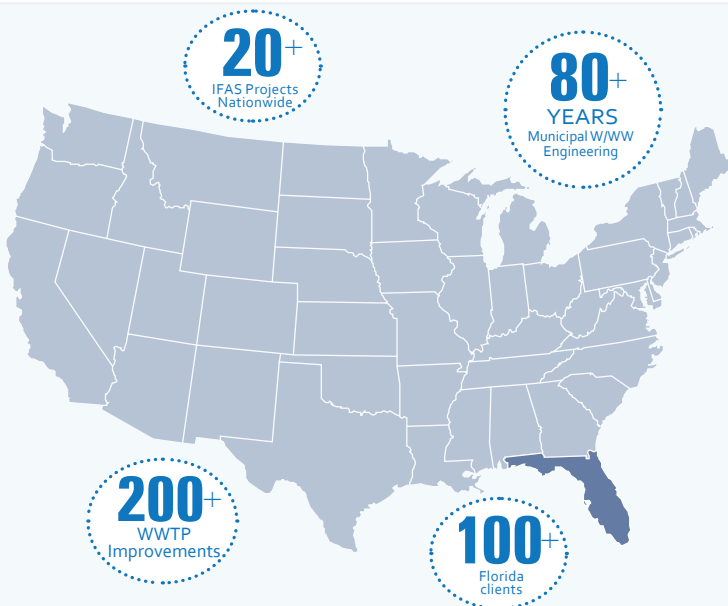 20+
IFAS Projects
Nationwide
80+
YEARS
Municipal W/WW
Engineering
200+
WWTP
Improvements
100+
Florida
clients